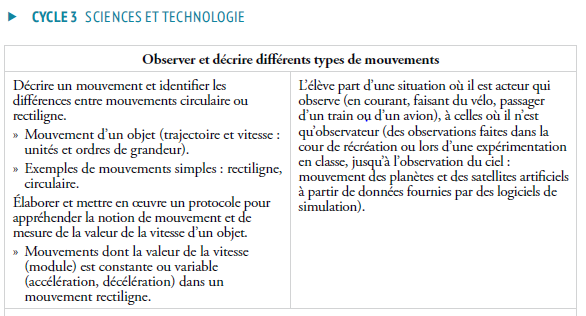 ► CYCLE 3 SCIENCES ET TECHNOLOGIE
Observer et décrire différents types de mouvements
Décrire un mouvement et identifier les
différences entre mouvements circulaire ou
rectiligne.
» Mouvement d’un objet (trajectoire et vitesse :
unités et ordres de grandeur).
» Exemples de mouvements simples : rectiligne,
circulaire.
Élaborer et mettre en œuvre un protocole pour
appréhender la notion de mouvement et de
mesure de la valeur de la vitesse d’un objet.
» Mouvements dont la valeur de la vitesse
(module) est constante ou variable
(accélération, décélération) dans un
mouvement rectiligne.
L’élève part d’une situation où il est acteur qui
observe (en courant, faisant du vélo, passager
d’un train ou d’un avion), à celles où il n’est
qu’observateur (des observations faites dans la
cour de récréation ou lors d’une expérimentation
en classe, jusqu’à l’observation du ciel :
mouvement des planètes et des satellites artificiels
à partir de données fournies par des logiciels de
simulation).